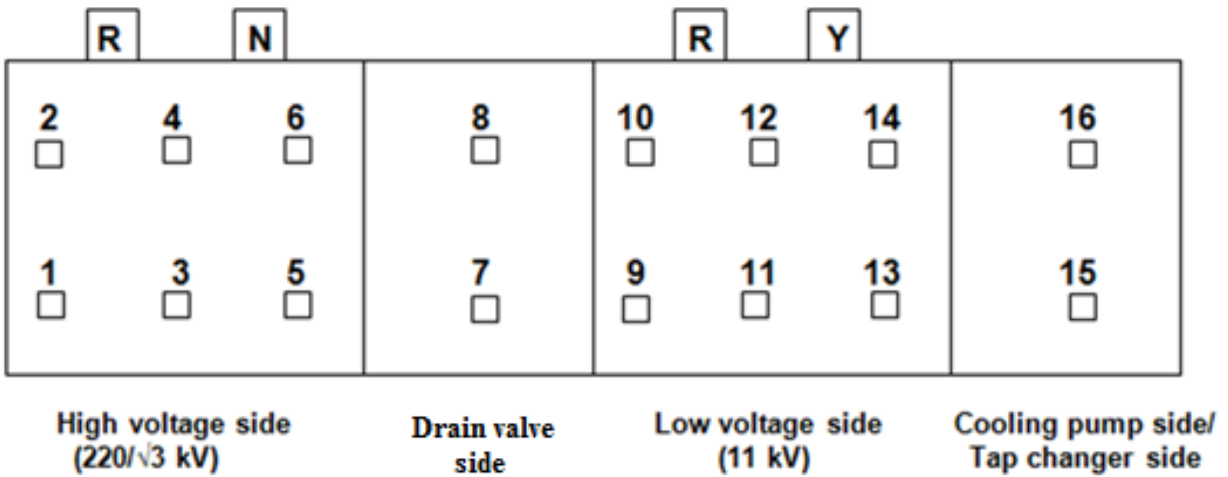 R N R Y
2 4 6 8 10 12 14 16
1 3 5 7 9 11 13 15
High voltage side Drain valve Low voltage side Cooling pump side/
(220/√3 kV) side (11 kV) Tap changer side